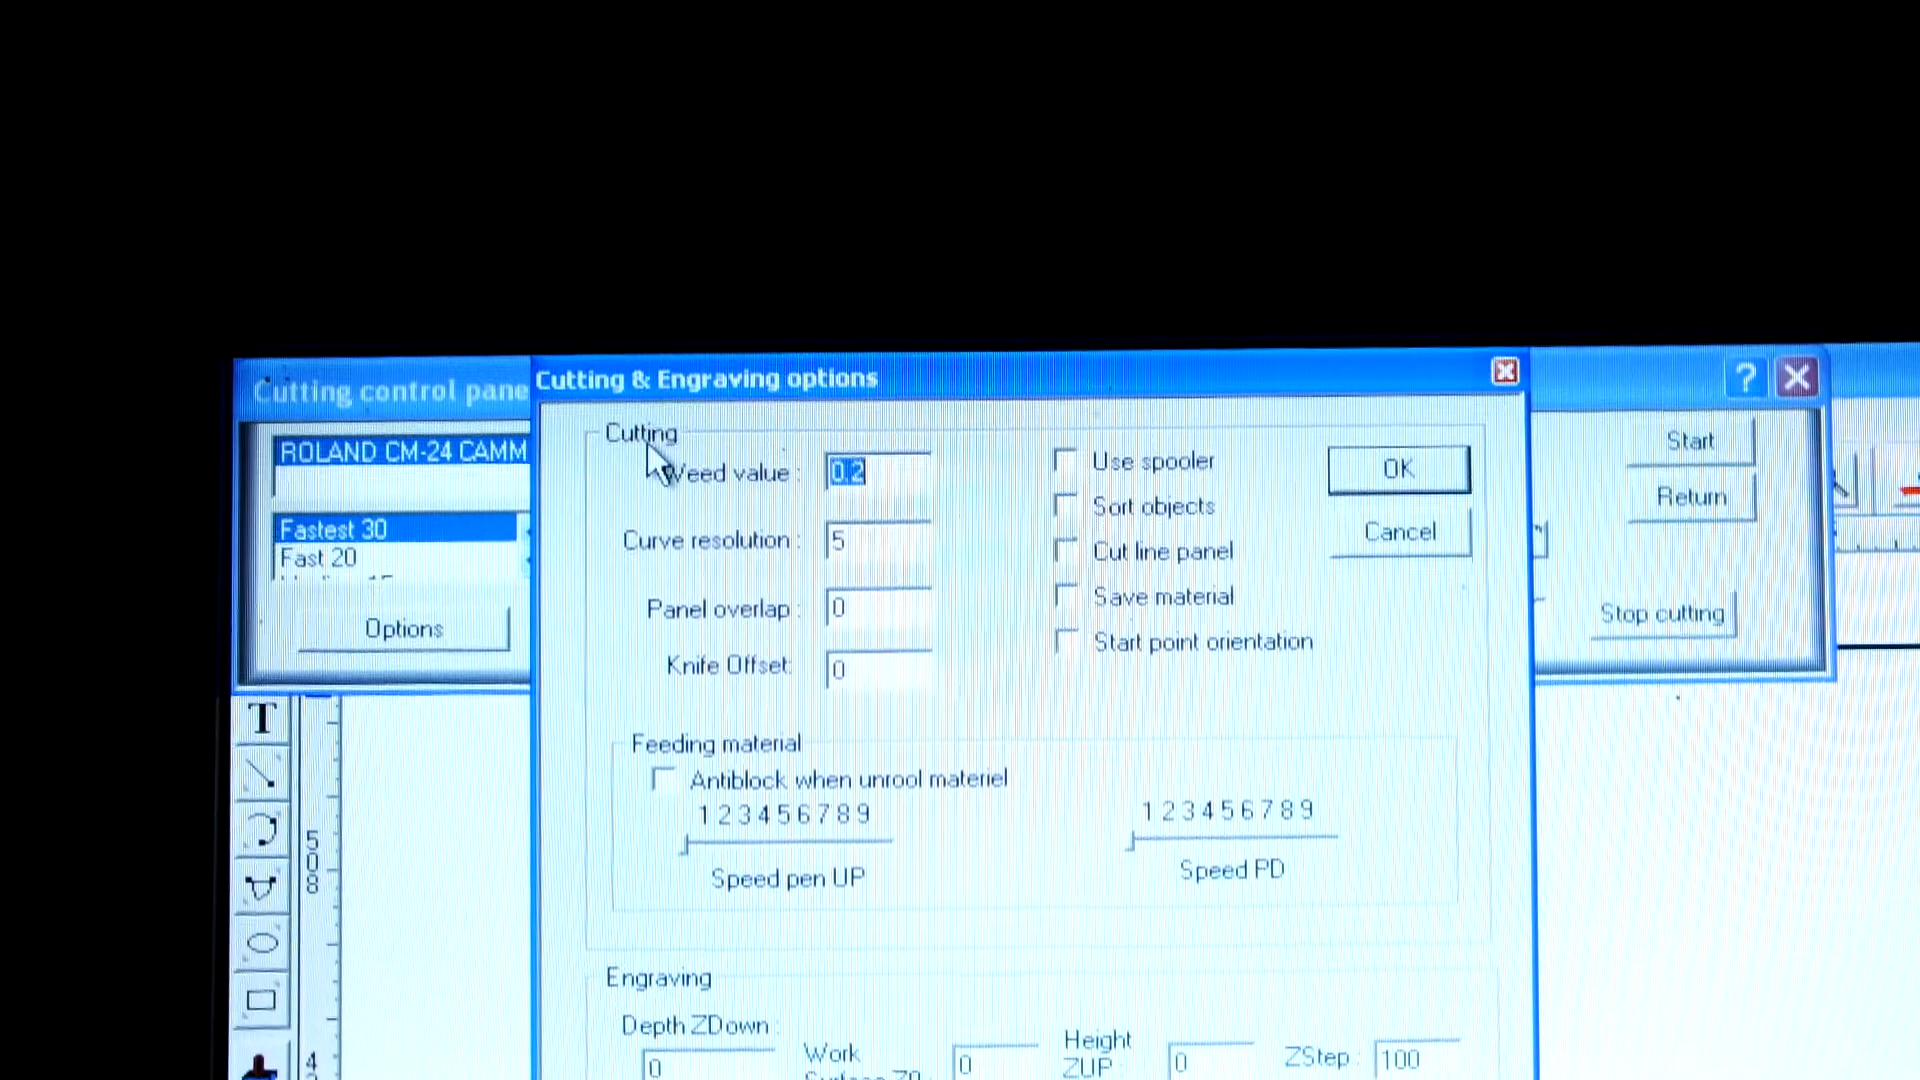 Cutting control pane
Cutting & Engraving options
?
ROLAND CM-24 CAMM
Fastest 30
Fast 20
Options
Cutting
Weed value :
0.2
Curve resolution :
5
Panel overlap :
0
Knife Offset:
0
Use spooler
Sort objects
Cut line panel
Save material
Start point orientation
OK
Cancel
Start
Return
Stop cutting
Feeding material
Antiblock when unrool materiel
1 2 3 4 5 6 7 8 9
Speed pen UP
1 2 3 4 5 6 7 8 9
Speed PD
Engraving
Depth ZDown :
0
Work
0
Height
ZUP
0
ZStep :
100
T
508